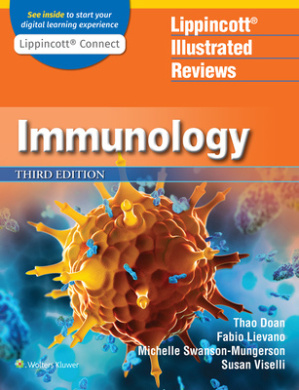 See inside to start your
digital learning experience
Lippincott® Connect
Lippincott®
Illustrated
Reviews
Immunology
THIRD EDITION
Thao Doan
Fabio Lievano
Michelle Swanson-Mungerson
Susan Viselli
Wolters Kluwer